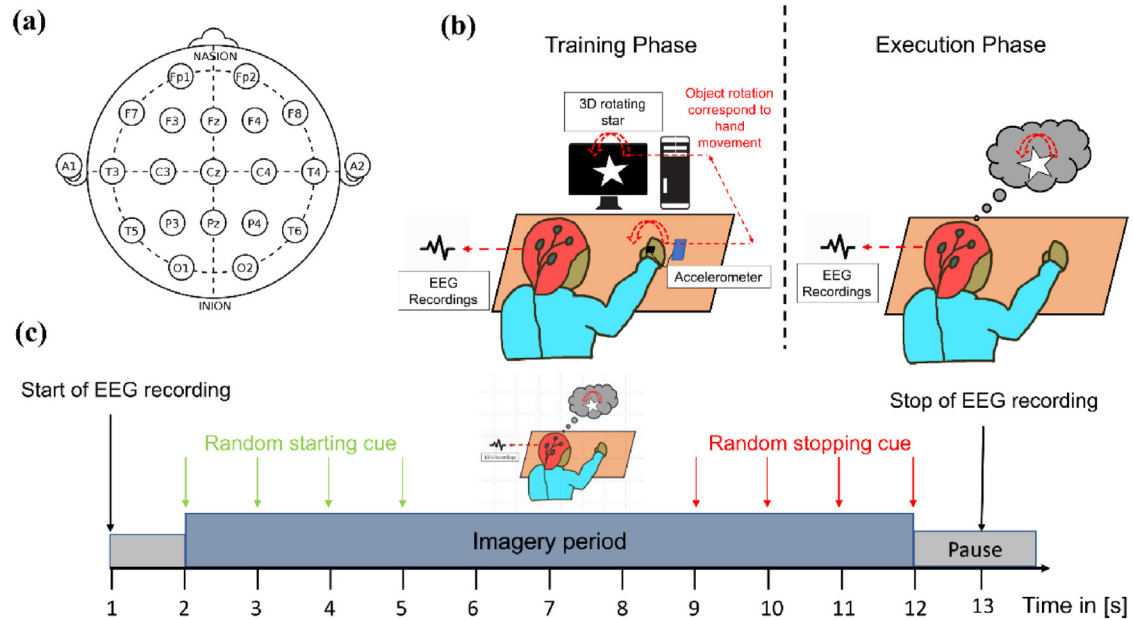 (a)
NASION
Fp1 Fp2
F7 F3 Fz F4 F8
A1 T3 C3 Cz C4 T4 A2
T5 P3 Pz P4 T6
O1 O2
INION
(b)
Training Phase
3D rotating
star
Object rotation
correspond to
hand
movement
EEG
Recordings
Accelerometer
Execution Phase
EEG
Recordings
(c)
Start of EEG recording
Random starting cue
EEG Recordings
Random stopping cue
Stop of EEG recording
Imagery period
Pause
1 2 3 4 5 6 7 8 9 10 11 12 13 Time in [s]